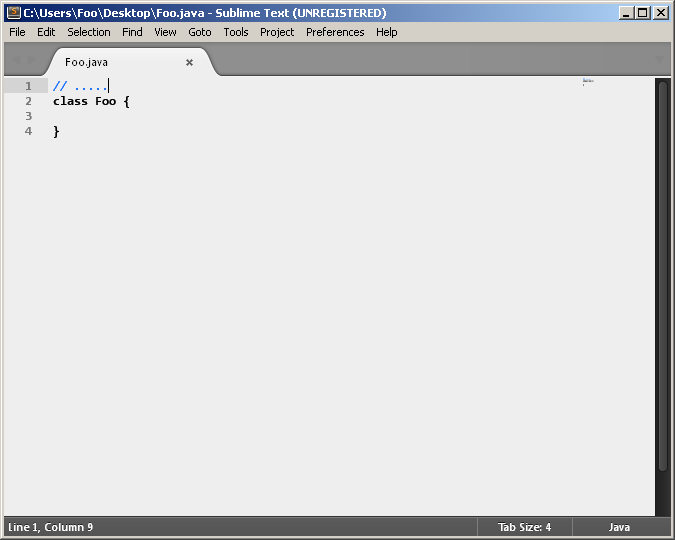 C:\Users\Foo\Desktop\Foo.java - Sublime Text (UNREGISTERED)
File Edit Selection Find View Goto Tools Project Preferences Help
Foo.java
1 // .....
2 class Foo {
3
4 }
Line 1, Column 9 Tab Size: 4 Java